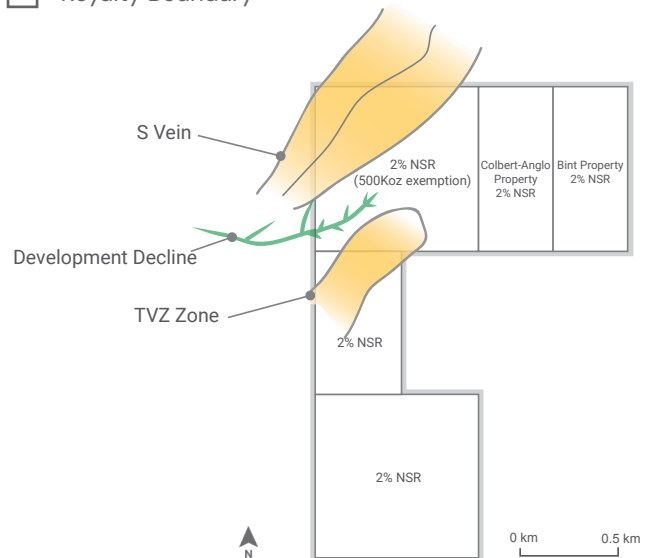 Royalty Boundary
S Vein
2% NSR
(500Koz exemption)
Colbert-Anglo
Property
2% NSR
Bint Property
2% NSR
Development Decline
TVZ Zone
2% NSR
2% NSR
N
0 km 0.5 km